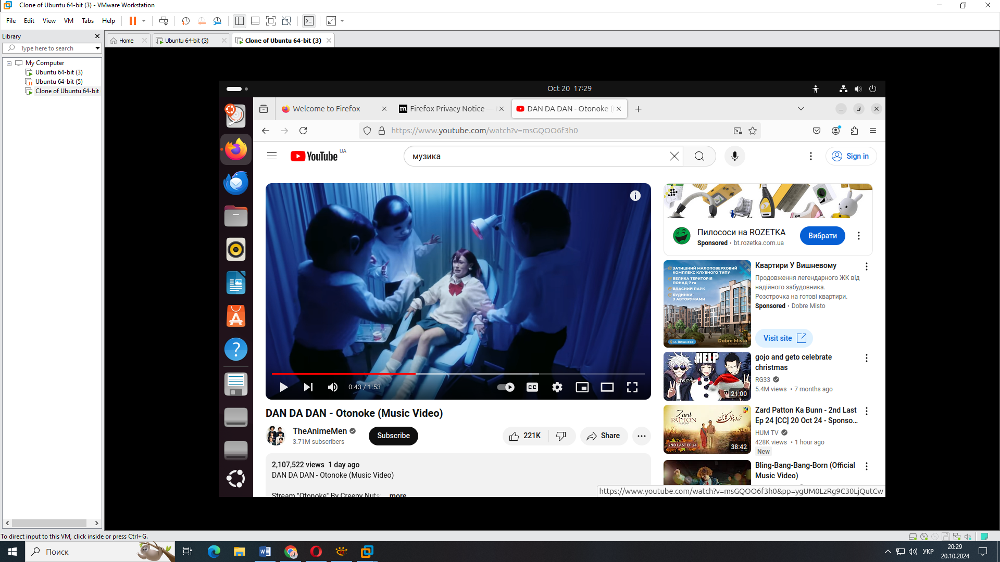 Clone of Ubuntu 64-bit (3) - VMware Workstation
File Edit View VM Tabs Help
Library
Type here to search
My Computer
Ubuntu 64-bit (3)
Ubuntu 64-bit (5)
Clone of Ubuntu 64-bit
Home
Ubuntu 64-bit (3)
Clone of Ubuntu 64-bit (3)
Oct 20 17:29
Welcome to Firefox
Firefox Privacy Notice —
DAN DA DAN - Otonoke (
https://www.youtube.com/watch?v=msGQOO6f3h0
YouTube UA
музика
Sign in
0:43 / 1:53
CC
DAN DA DAN - Otonoke (Music Video)
TheAnimeMen
3.71M subscribers
Subscribe
221K
Share
2,107,522 views 1 day ago
DAN DA DAN - Otonoke (Music Video)
Stream "Otonoke" By Creepy Nuts: ...more
Пилососи на ROZETKA
Sponsored · bt.rozetka.com.ua
Вибрати
ЗАТИШНИЙ МАЛОПОВЕРХОВИЙ
КОМПЛЕКС КЛУБНОГО ТИПУ
ВЕЛИКА ТЕРИТОРІЯ
ПОНАД 7 га
ВЛАСНИЙ ПАРК
БУДИНКИ
З АВТОРУМАМИ
м. Вишневе
Dobre Misto
Квартири У Вишневому
Продовження легендарного ЖК від
надійного забудовника.
Розстрочка на готові квартири.
Sponsored · Dobre Misto
Visit site
HELP
cheese!
21:00
gojo and geto celebrate
christmas
RG33
5.4M views • 7 months ago
Zard
PATTON
KA BUNN
زرد پتوں کا بن
2ND LAST EP 24
38:42
Zard Patton Ka Bunn - 2nd Last
Ep 24 [CC] 20 Oct 24 - Sponso...
HUM TV
428K views • 1 hour ago
New
Bling-Bang-Bang-Born (Official
Music Video)
https://www.youtube.com/watch?v=msGQOO6f3h0&pp=ygUM0LzRg9C30LjQutCw
To direct input to this VM, click inside or press Ctrl+G.
Поиск
УКР
20:29
20.10.2024